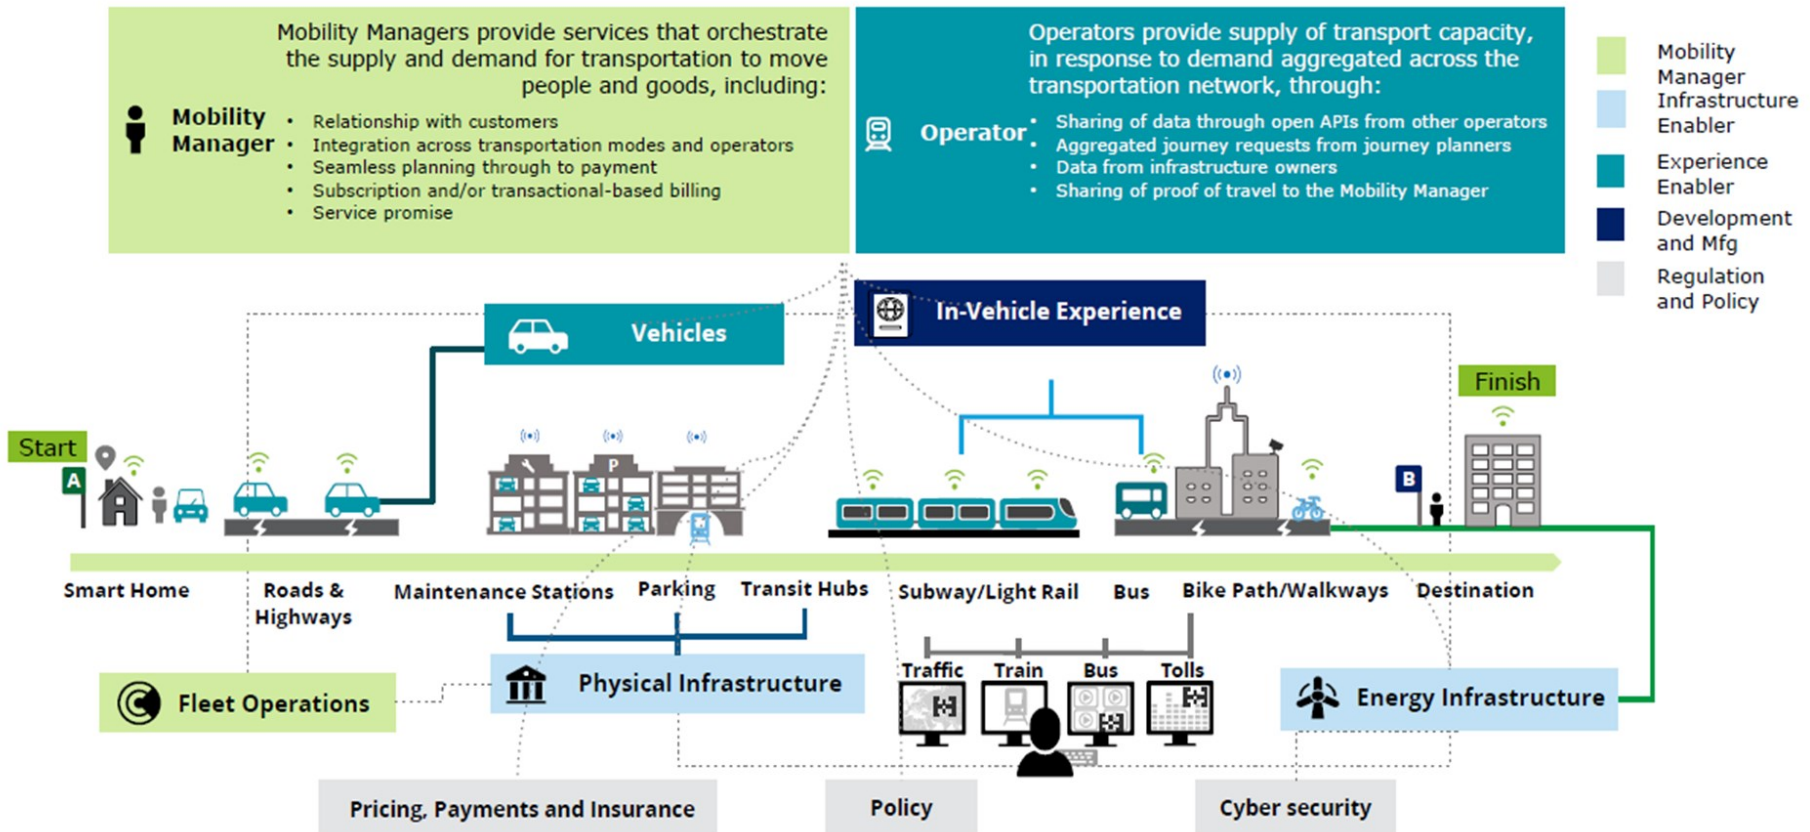 Mobility Managers provide services that orchestrate
the supply and demand for transportation to move
people and goods, including:
Mobility
Manager
• Relationship with customers
• Integration across transportation modes and operators
• Seamless planning through to payment
• Subscription and/or transactional-based billing
• Service promise
Operators provide supply of transport capacity,
in response to demand aggregated across the
transportation network, through:
Operator
• Sharing of data through open APIs from other operators
• Aggregated journey requests from journey planners
• Data from infrastructure owners
• Sharing of proof of travel to the Mobility Manager
Mobility
Manager
Infrastructure
Enabler
Experience
Enabler
Development
and Mfg
Regulation
and Policy
Vehicles
In-Vehicle Experience
Start
Finish
A
P
B
Smart Home
Roads &
Highways
Maintenance Stations
Parking
Transit Hubs
Subway/Light Rail
Bus
Bike Path/Walkways
Destination
Traffic
Train
Bus
Tolls
Fleet Operations
Physical Infrastructure
Energy Infrastructure
Pricing, Payments and Insurance
Policy
Cyber security